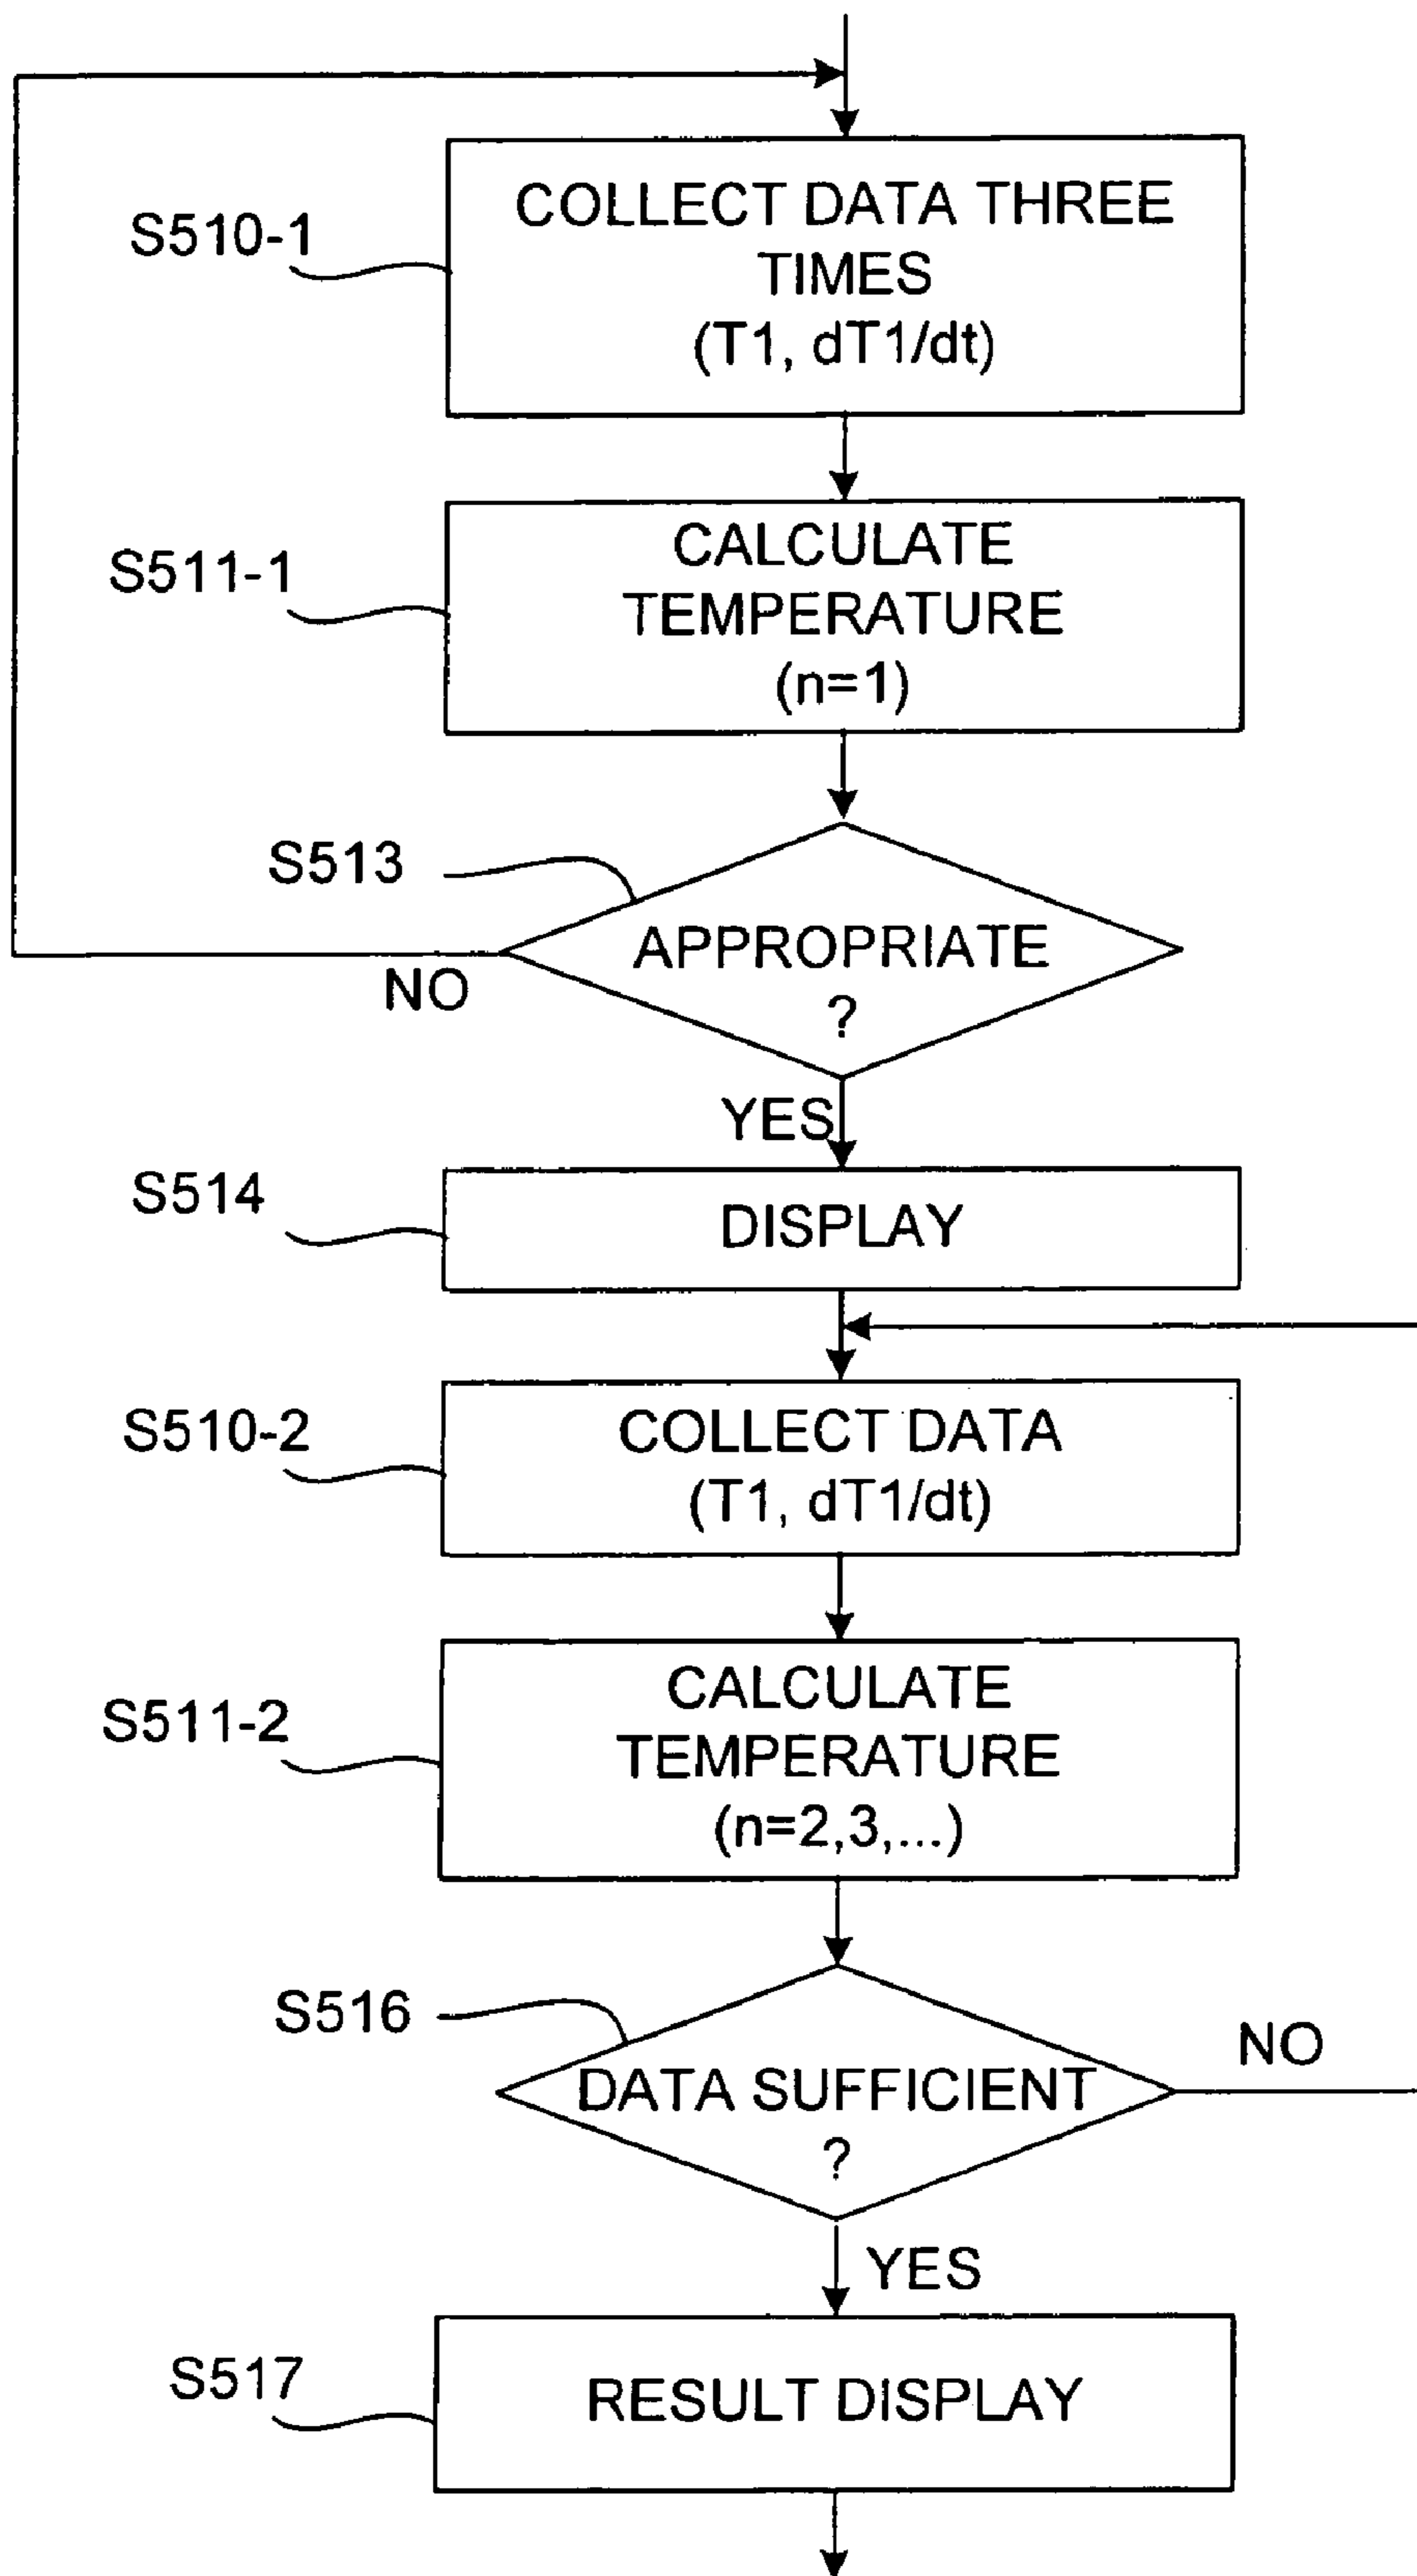 S510-1
COLLECT DATA THREE
TIMES
(T1, dT1/dt)
S511-1
CALCULATE
TEMPERATURE
(n=1)
S513
APPROPRIATE
?
NO
YES
S514
DISPLAY
S510-2
COLLECT DATA
(T1, dT1/dt)
S511-2
CALCULATE
TEMPERATURE
(n=2,3,...)
S516
DATA SUFFICIENT
?
NO
YES
S517
RESULT DISPLAY